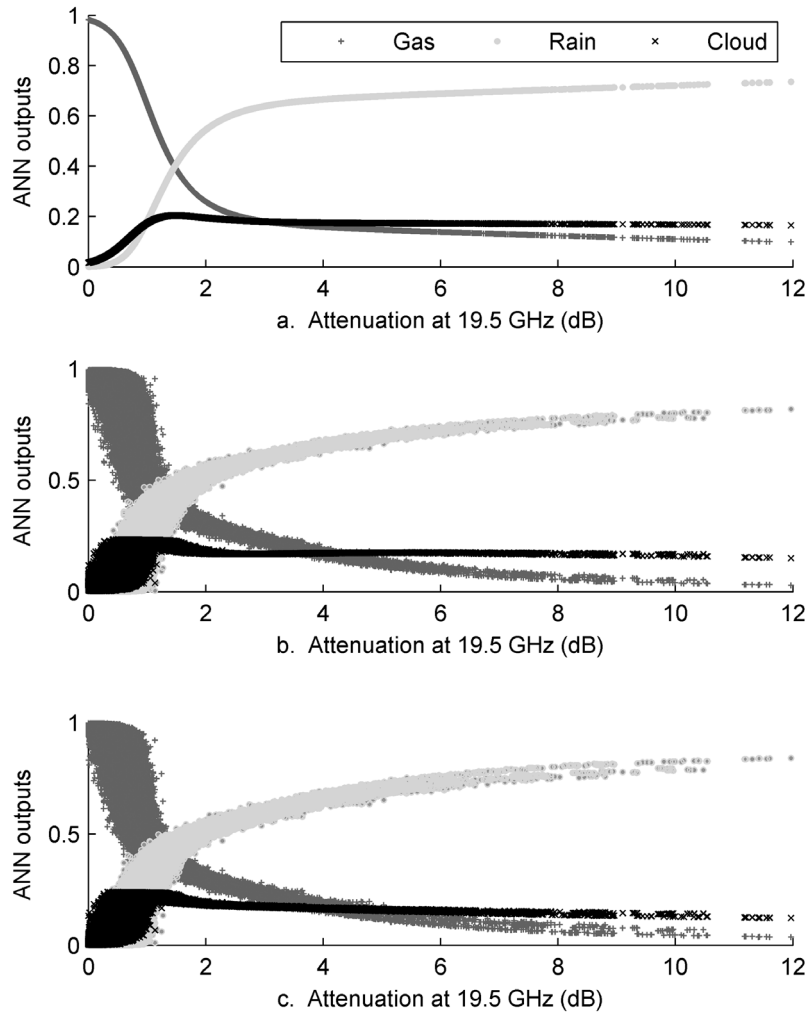 1
+ Gas Rain × Cloud
0.8
ANN outputs
0.6
0.4
0.2
0
0 2 4 6 8 10 12
a. Attenuation at 19.5 GHz (dB)
1
ANN outputs
0.5
0
0 2 4 6 8 10 12
b. Attenuation at 19.5 GHz (dB)
1
ANN outputs
0.5
0
0 2 4 6 8 10 12
c. Attenuation at 19.5 GHz (dB)